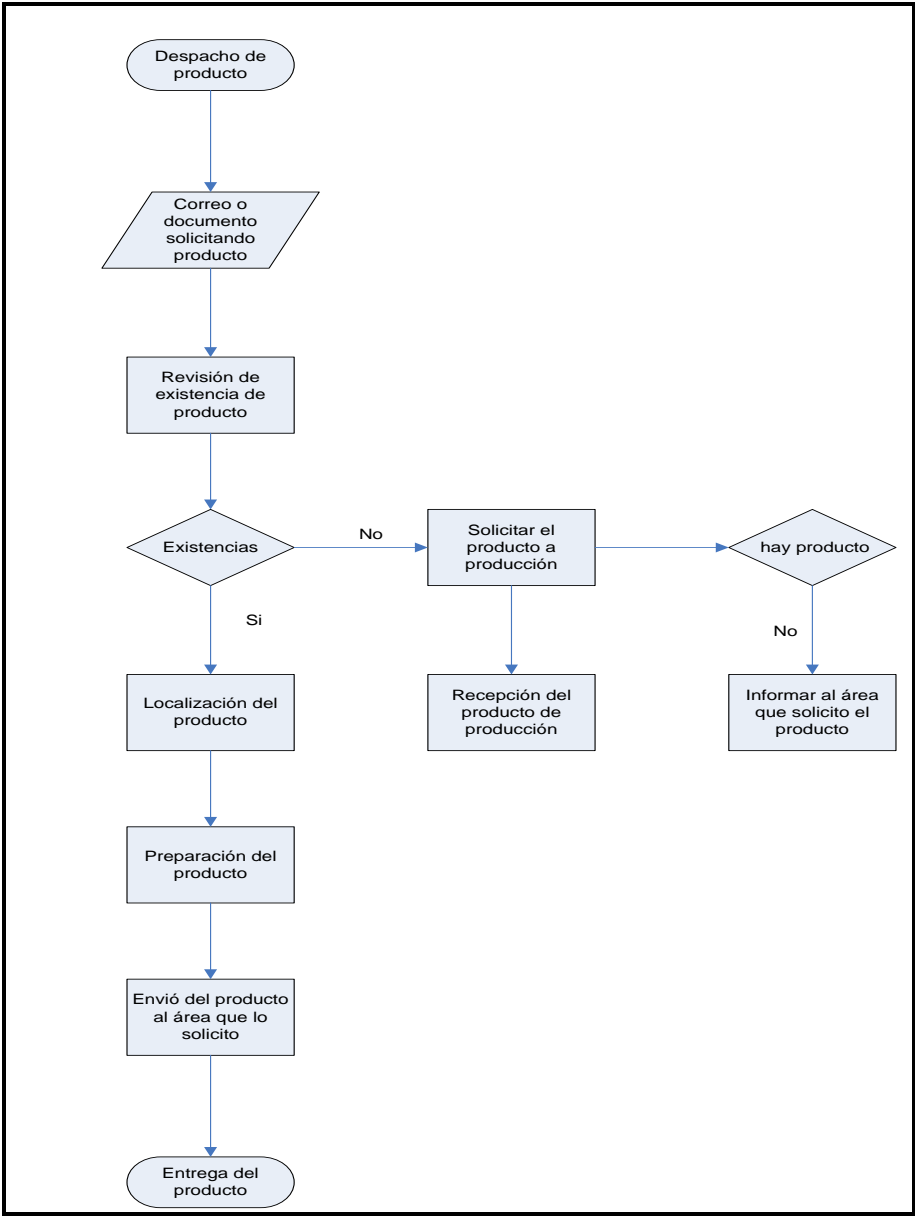 Despacho de
producto
Correo o
documento
solicitando
producto
Revisión de
existencia de
producto
Existencias
No
Solicitar el
producto a
producción
hay producto
Si
No
Localización del
producto
Recepción del
producto de
producción
Informar al área
que solicito el
producto
Preparación del
producto
Envió del producto
al área que lo
solicito
Entrega del
producto